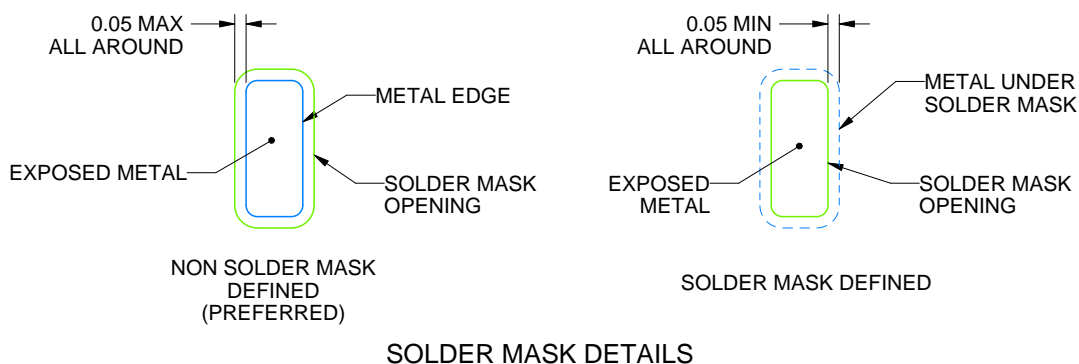 0.05 MAX
ALL AROUND
METAL EDGE
EXPOSED METAL
SOLDER MASK
OPENING
NON SOLDER MASK
DEFINED
(PREFERRED)
0.05 MIN
ALL AROUND
METAL UNDER
SOLDER MASK
EXPOSED
METAL
SOLDER MASK
OPENING
SOLDER MASK DEFINED
SOLDER MASK DETAILS